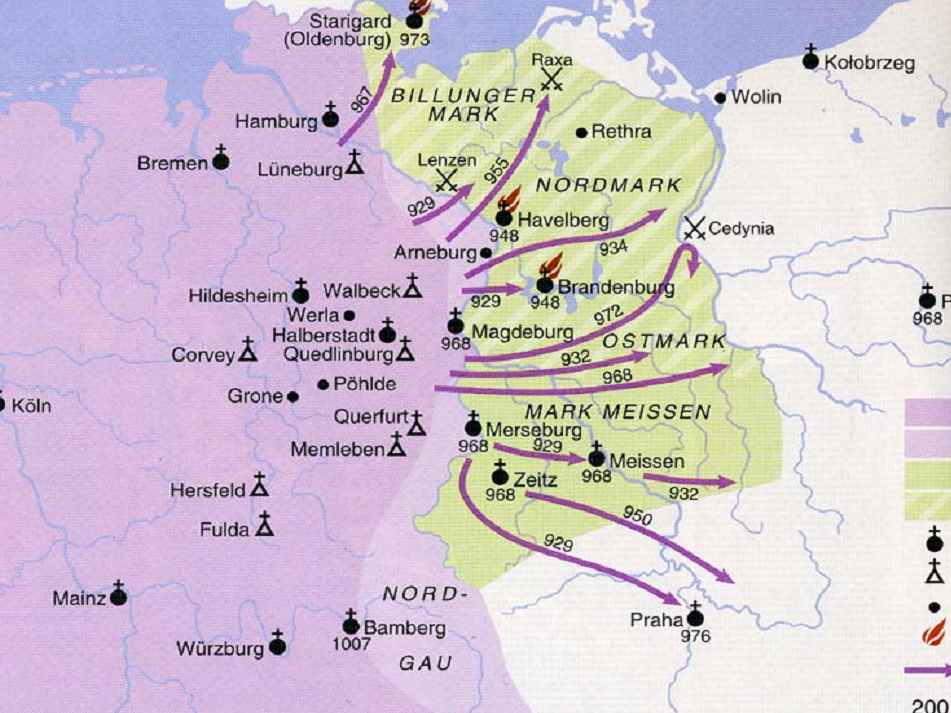 Starigard
(Oldenburg) 973
Kołobrzeg
Raxa
Wolin
967
BILLUNGER
MARK
Hamburg
Rethra
Bremen
Lüneburg
Lenzen
955
NORDMARK
929
Havelberg
948
934
Cedynia
Arneburg
Hildesheim
Walbeck
929
Brandenburg
948
968
P
Werla
Halberstadt
968
Magdeburg
972
OSTMARK
Corvey
Quedlinburg
932
968
Pöhlde
Grone
Köln
Querfurt
MARK MEISSEN
Merseburg
968
929
Memleben
Meissen
968
Hersfeld
Zeitz
968
932
Fulda
950
929
Mainz
NORD-
GAU
Praha
976
Bamberg
1007
Würzburg
200